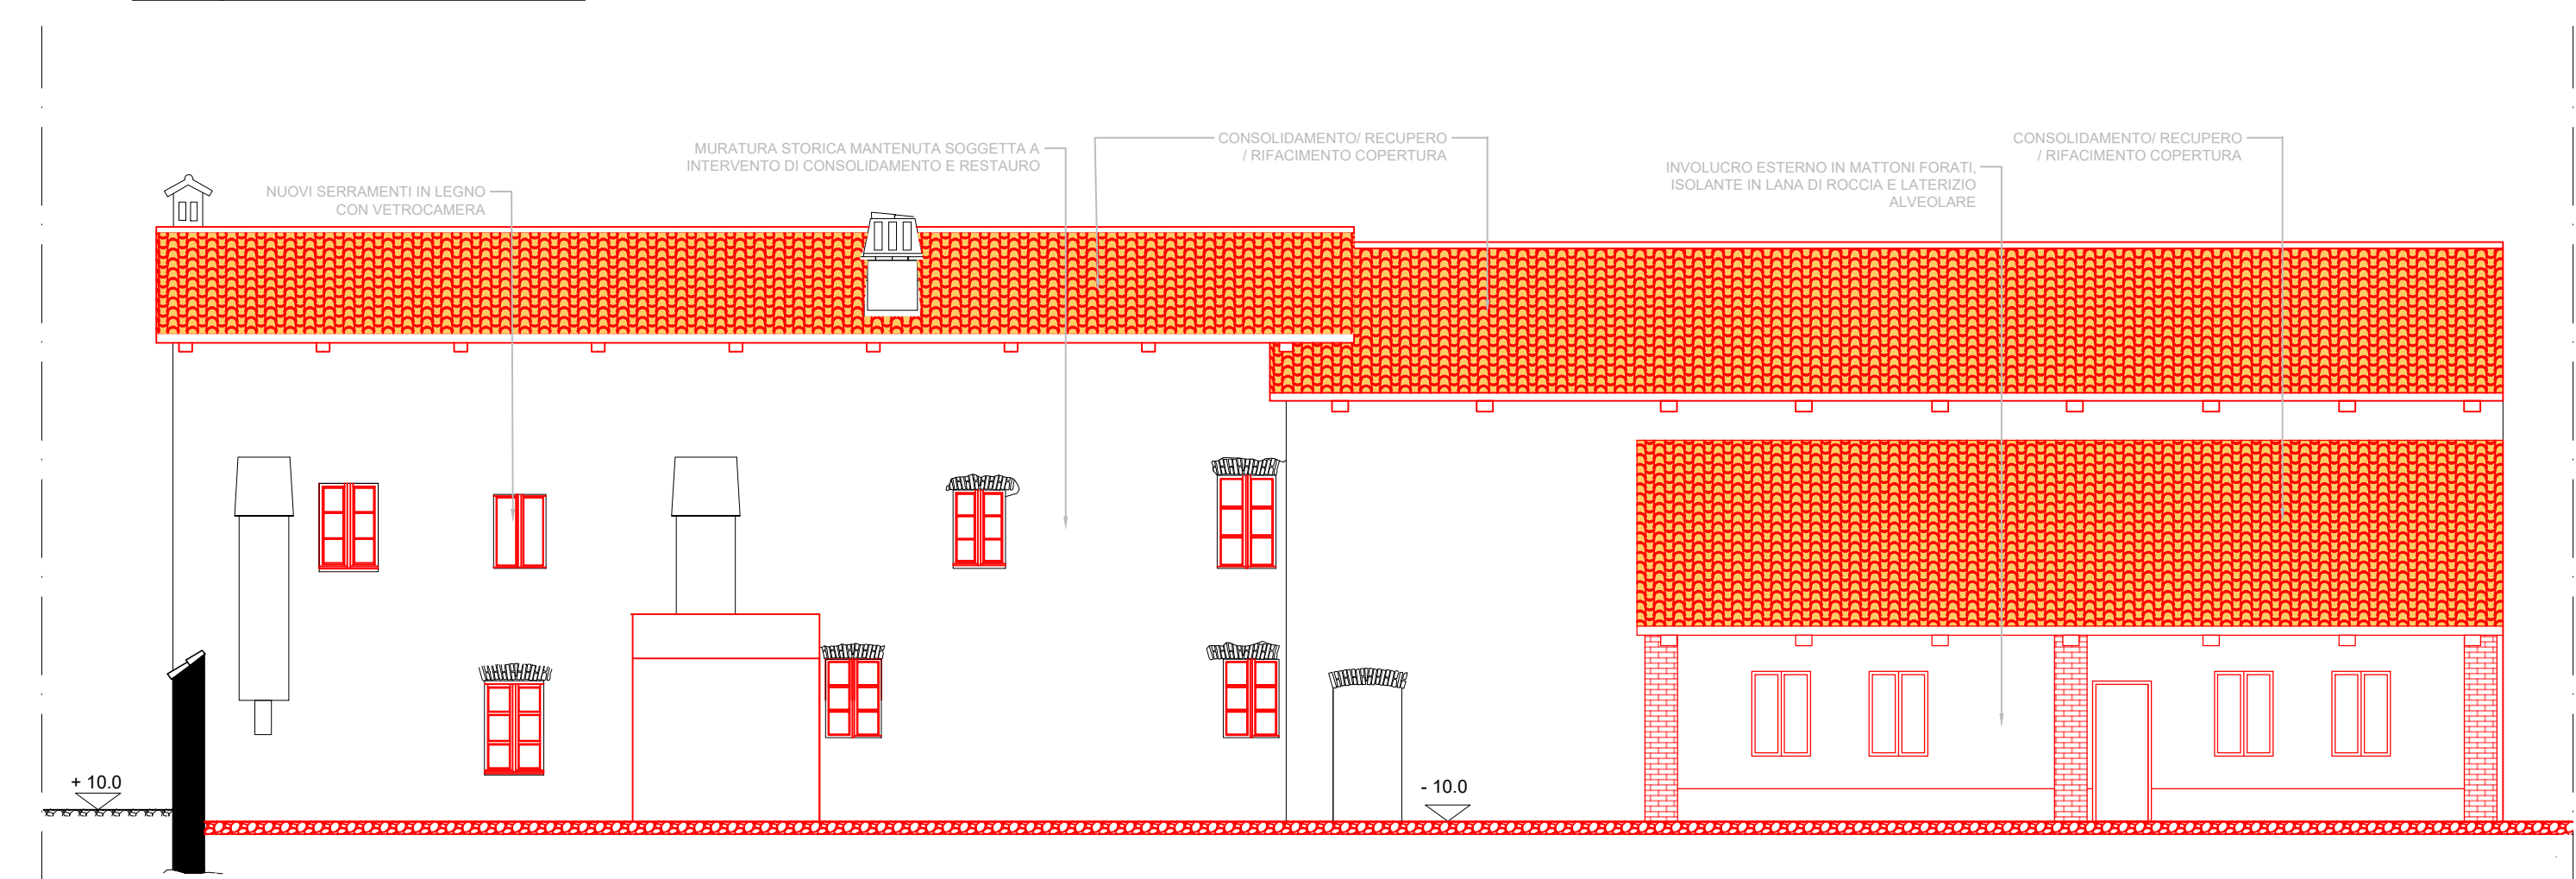 MURATURA STORICA MANTENUTA SOGGETTA A
INTERVENTO DI CONSOLIDAMENTO E RESTAURO
CONSOLIDAMENTO/ RECUPERO
/ RIFACIMENTO COPERTURA
CONSOLIDAMENTO/ RECUPERO
/ RIFACIMENTO COPERTURA
INVOLUCRO ESTERNO IN MATTONI FORATI,
ISOLANTE IN LANA DI ROCCIA E LATERIZIO
ALVEOLARE
NUOVI SERRAMENTI IN LEGNO
CON VETROCAMERA
+ 10.0
- 10.0